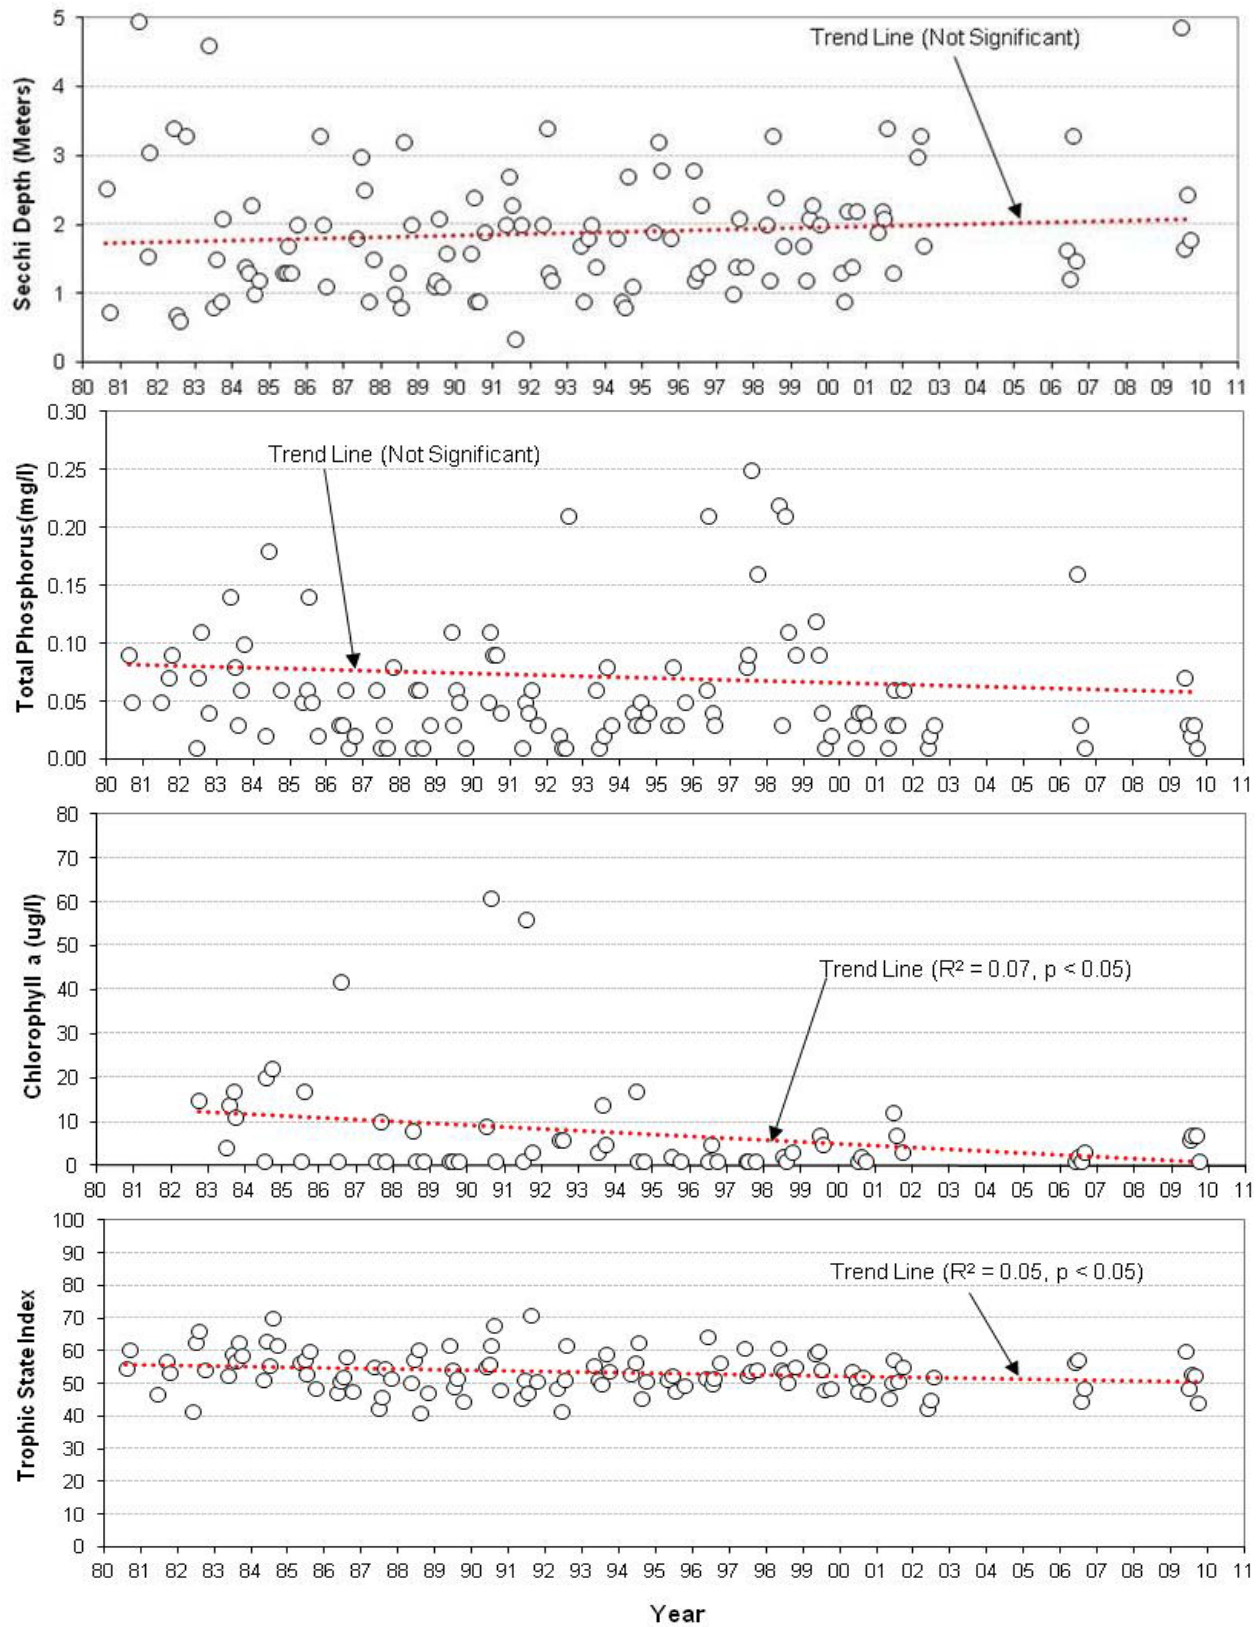 Secchi Depth (Meters)
5
4
3
2
1
0
Trend Line (Not Significant)
80 81 82 83 84 85 86 87 88 89 90 91 92 93 94 95 96 97 98 99 00 01 02 03 04 05 06 07 08 09 10 11
Total Phosphorus(mg/l)
0.30
0.25
0.20
0.15
0.10
0.05
0.00
Trend Line (Not Significant)
80 81 82 83 84 85 86 87 88 89 90 91 92 93 94 95 96 97 98 99 00 01 02 03 04 05 06 07 08 09 10 11
Chlorophyll a (ug/l)
80
70
60
50
40
30
20
10
0
Trend Line (R² = 0.07, p < 0.05)
80 81 82 83 84 85 86 87 88 89 90 91 92 93 94 95 96 97 98 99 00 01 02 03 04 05 06 07 08 09 10 11
Trophic State Index
100
90
80
70
60
50
40
30
20
10
0
Trend Line (R² = 0.05, p < 0.05)
80 81 82 83 84 85 86 87 88 89 90 91 92 93 94 95 96 97 98 99 00 01 02 03 04 05 06 07 08 09 10 11
Year